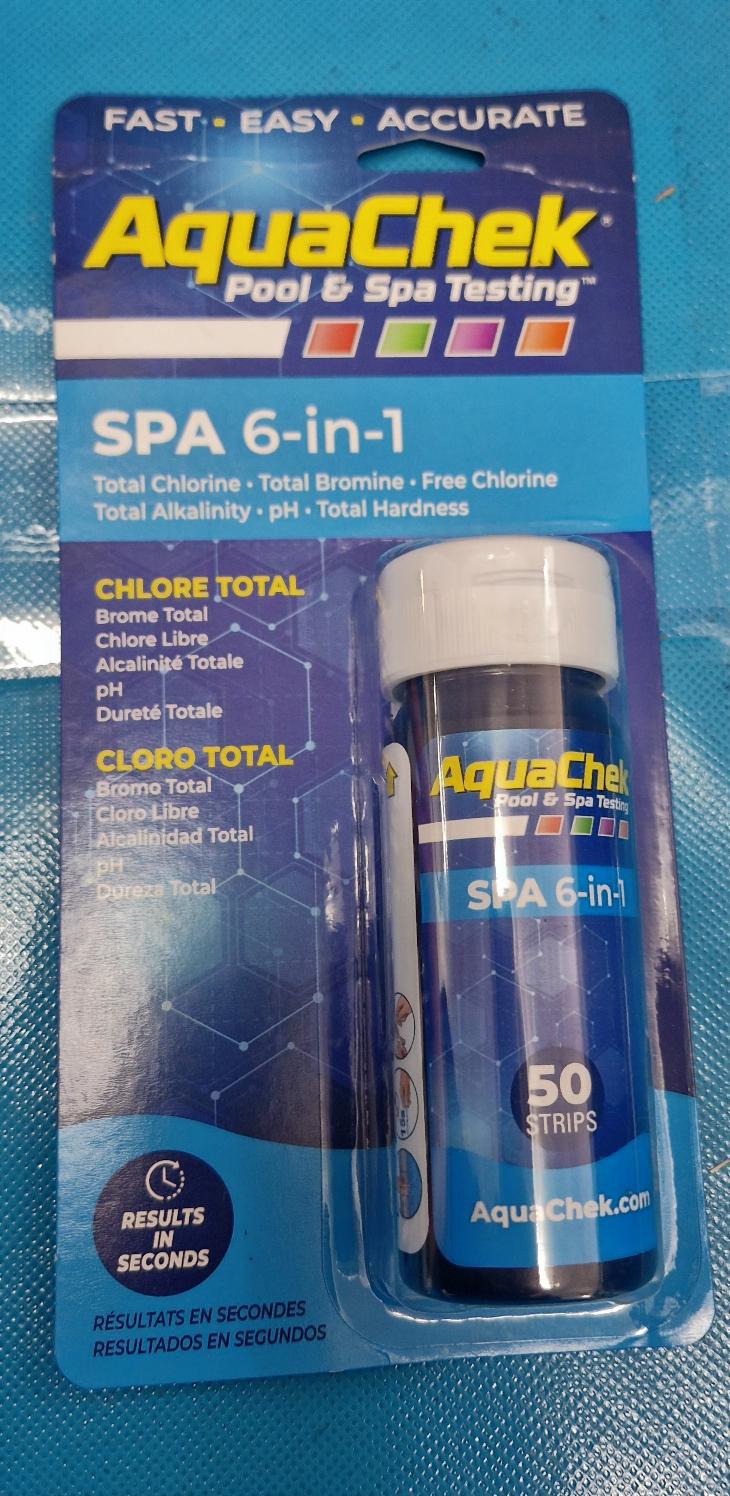 FAST • EASY • ACCURATE
AquaChek®
Pool & Spa Testing™
SPA 6-in-1
Total Chlorine • Total Bromine • Free Chlorine
Total Alkalinity • pH • Total Hardness
CHLORE TOTAL
Brome Total
Chlore Libre
Alcalinité Totale
pH
Dureté Totale
CLORO TOTAL
Bromo Total
Cloro Libre
Alcalinidad Total
pH
Dureza Total
RESULTS
IN
SECONDS
RÉSULTATS EN SECONDES
RESULTADOS EN SEGUNDOS
AquaChek
Pool & Spa Testing
SPA 6-in-1
50
STRIPS
AquaChek.com